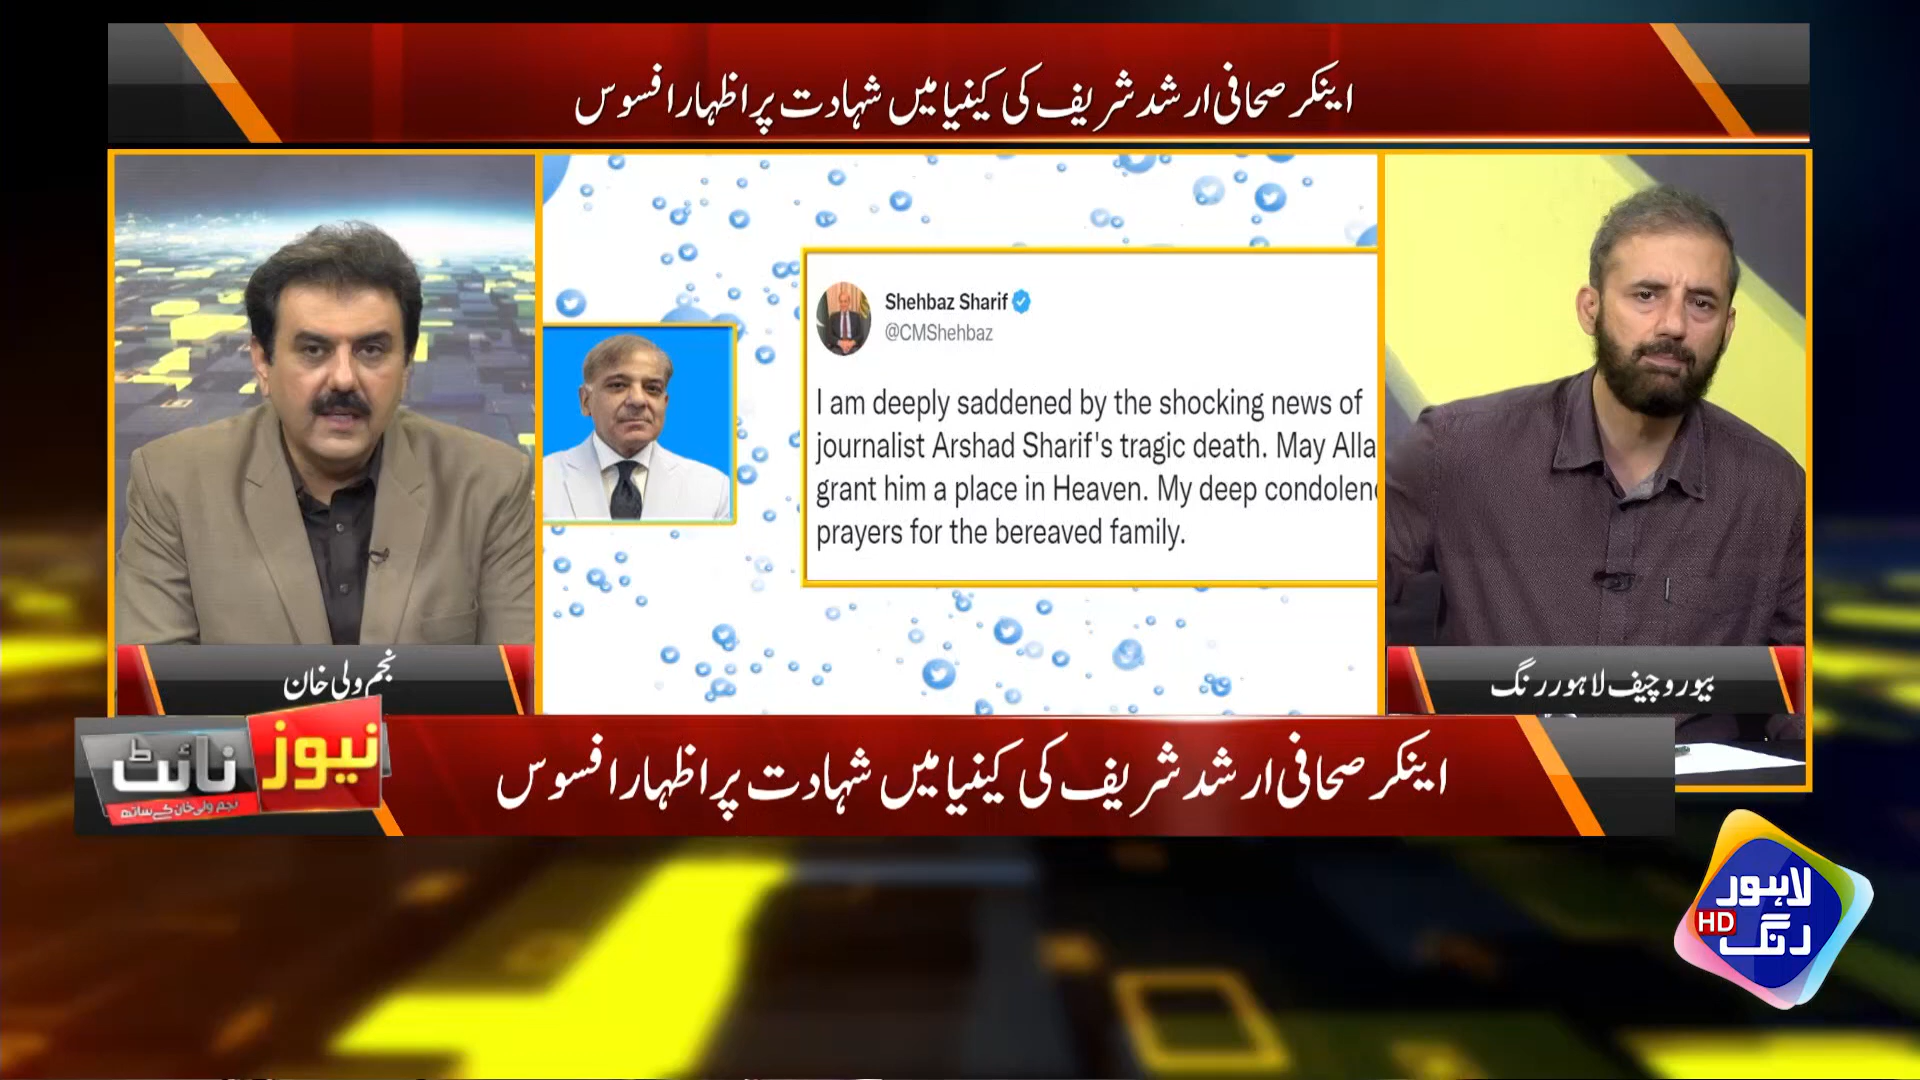 اینکر صحافی ارشد شریف کی کینیا میں شہادت پر اظہار افسوس
Shehbaz Sharif
@CMShehbaz
I am deeply saddened by the shocking news of
journalist Arshad Sharif's tragic death. May Alla
grant him a place in Heaven. My deep condolenc
prayers for the bereaved family.
نجم ولی خان
بیورو چیف لاہور رنگ
نیوز نائٹ
نجم ولی خان کے ساتھ
اینکر صحافی ارشد شریف کی کینیا میں شہادت پر اظہار افسوس
لاہور
HD
رنگ